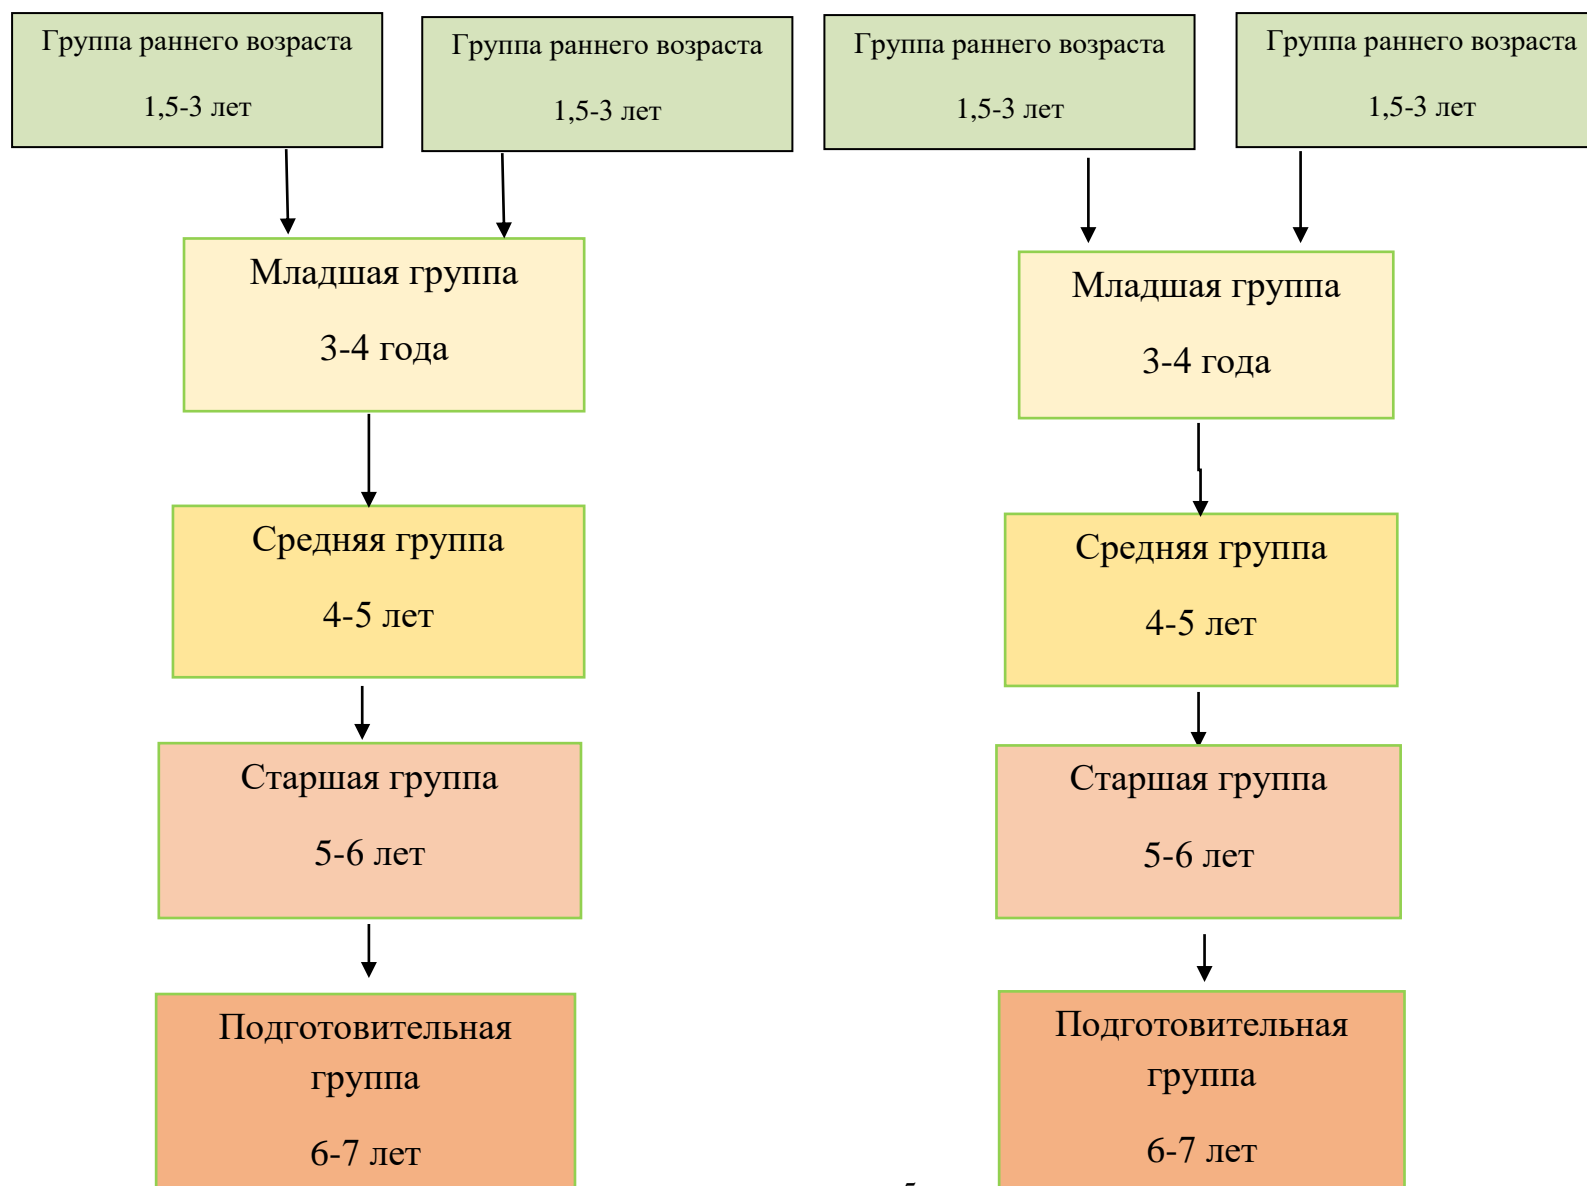 Группа раннего возраста
1,5-3 лет
Группа раннего возраста
1,5-3 лет
Группа раннего возраста
1,5-3 лет
Группа раннего возраста
1,5-3 лет
Младшая группа
3-4 года
Младшая группа
3-4 года
Средняя группа
4-5 лет
Средняя группа
4-5 лет
Старшая группа
5-6 лет
Старшая группа
5-6 лет
Подготовительная
группа
6-7 лет
Подготовительная
группа
6-7 лет